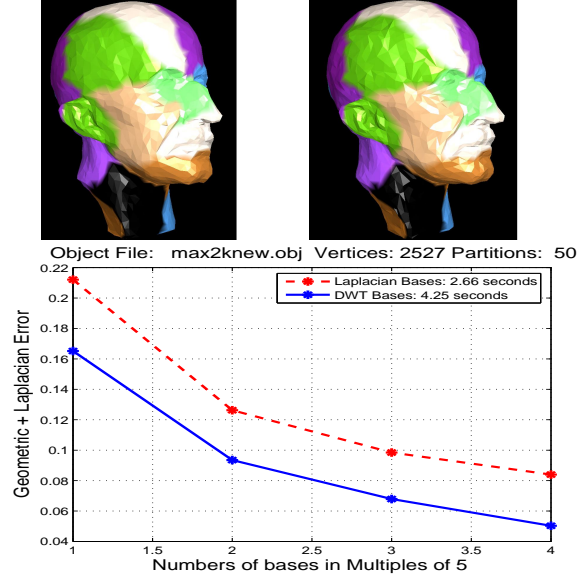 Object File: max2knew.obj Vertices: 2527 Partitions: 50
0.22
0.2
0.18
0.16
0.14
0.12
0.1
0.08
0.06
0.04
Geometric + Laplacian Error
Laplacian Bases: 2.66 seconds
DWT Bases: 4.25 seconds
1 1.5 2 2.5 3 3.5 4
Numbers of bases in Multiples of 5